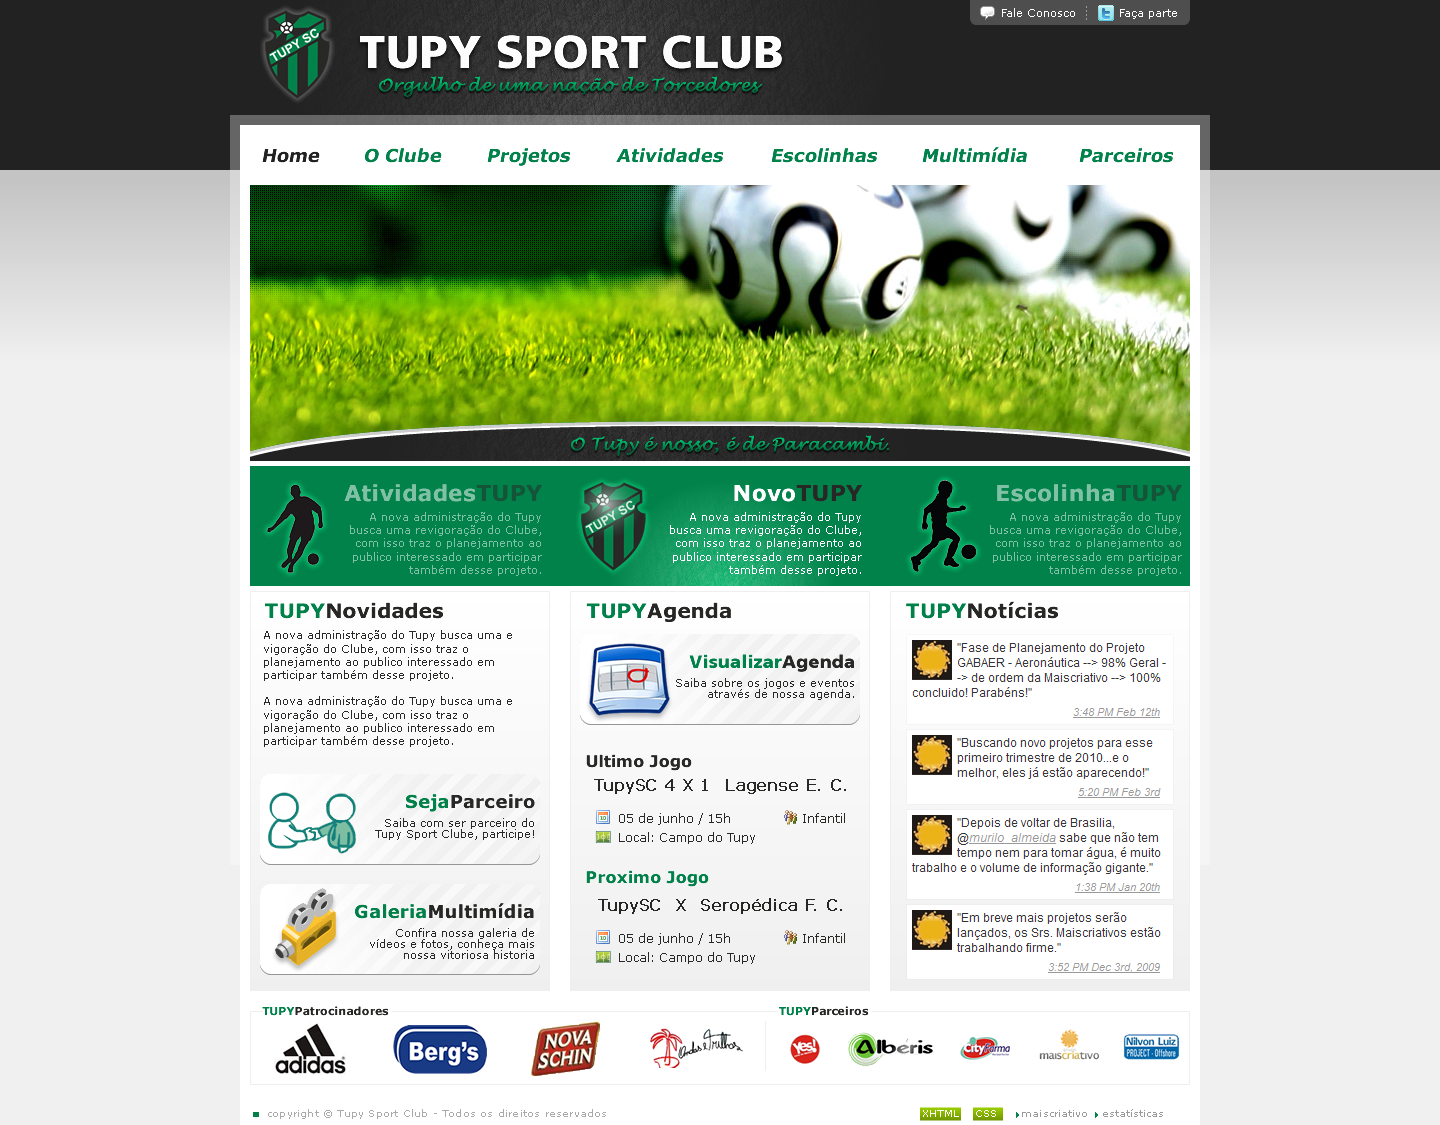 Fale Conosco
Faça parte
TUPY SC
TUPY SPORT CLUB
Orgulho de uma nação de Torcedores
Home
O Clube
Projetos
Atividades
Escolinhas
Multimídia
Parceiros
O Tupy é nosso, é de Paracambi.
AtividadesTUPY
A nova administração do Tupy
busca uma revigoração do Clube,
com isso traz o planejamento ao
publico interessado em participar
também desse projeto.
TUPY SC
NovoTUPY
A nova administração do Tupy
busca uma revigoração do Clube,
com isso traz o planejamento ao
publico interessado em participar
também desse projeto.
EscolinhaTUPY
A nova administração do Tupy
busca uma revigoração do Clube,
com isso traz o planejamento ao
publico interessado em participar
também desse projeto.
TUPYNovidades
A nova administração do Tupy busca uma e
vigoração do Clube, com isso traz o
planejamento ao publico interessado em
participar também desse projeto.
A nova administração do Tupy busca uma e
vigoração do Clube, com isso traz o
planejamento ao publico interessado em
participar também desse projeto.
SejaParceiro
Saiba com ser parceiro do
Tupy Sport Clube, participe!
GaleriaMultimídia
Confira nossa galeria de
vídeos e fotos, conheça mais
nossa vitoriosa historia
TUPYAgenda
VisualizarAgenda
Saiba sobre os jogos e eventos
através de nossa agenda.
Ultimo Jogo
TupySC 4 X 1 Lagense E. C.
05 de junho / 15h
Infantil
Local: Campo do Tupy
Proximo Jogo
TupySC X Seropédica F. C.
05 de junho / 15h
Infantil
Local: Campo do Tupy
TUPYNotícias
"Fase de Planejamento do Projeto
GABAER - Aeronáutica --> 98% Geral -
-> de ordem da Maiscriativo --> 100%
concluido! Parabéns!"
3:48 PM Feb 12th
"Buscando novo projetos para esse
primeiro trimestre de 2010...e o
melhor, eles já estão aparecendo!"
5:20 PM Feb 3rd
"Depois de voltar de Brasilia,
@murilo_almeida sabe que não tem
tempo nem para tomar água, é muito
trabalho e o volume de informação gigante."
1:38 PM Jan 20th
"Em breve mais projetos serão
lançados, os Srs. Maiscriativos estão
trabalhando firme."
3:52 PM Dec 3rd, 2009
TUPYPatrocinadores
adidas
Berg's
NOVA
SCHIN
TUPYParceiros
Yes!
Albéris
CityFarma
maiscriativo
Nilvon Luiz
PROJECT - Offshore
copyright © Tupy Sport Club - Todos os direitos reservados
XHTML
CSS
maiscriativo
estatísticas